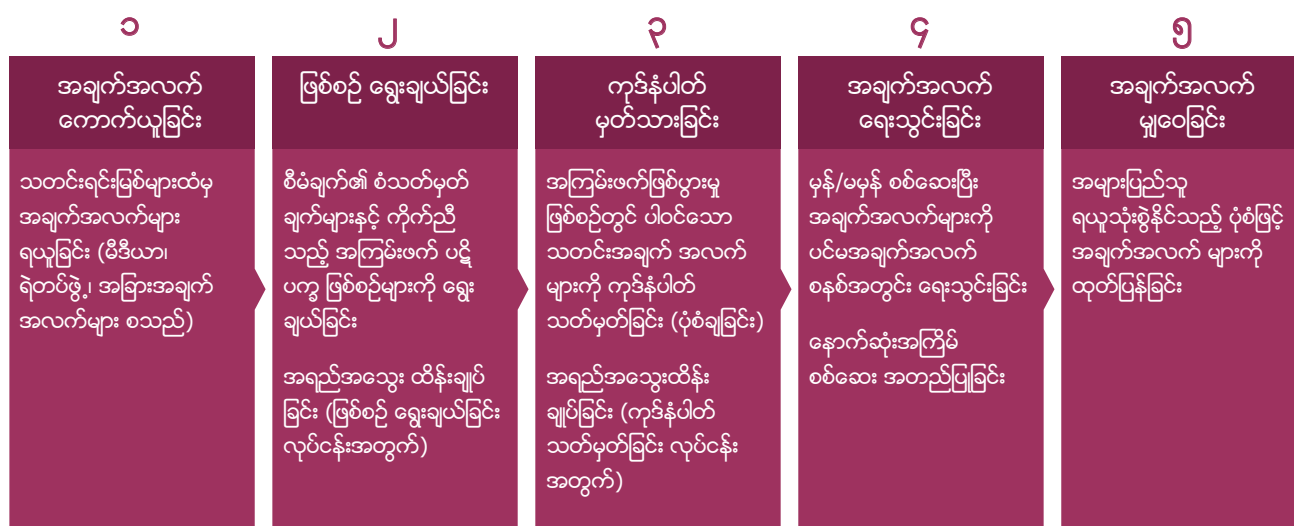 ၁
အချက်အလက်
ကောက်ယူခြင်း
သတင်းရင်းမြစ်များထံမှ
အချက်အလက်များ
ရယူခြင်း (မီဒီယာ၊
ရဲတပ်ဖွဲ့၊ အခြားအချက်
အလက်များ စသည်)
၂
ဖြစ်စဉ် ရွေးချယ်ခြင်း
စီမံချက်၏ စံသတ်မှတ်
ချက်များနှင့် ကိုက်ညီ
သည့် အကြမ်းဖက် ပဋိ
ပက္ခ ဖြစ်စဉ်များကို ရွေး
ချယ်ခြင်း
အရည်အသွေး ထိန်းချုပ်
ခြင်း (ဖြစ်စဉ် ရွေးချယ်ခြင်း
လုပ်ငန်းအတွက်)
၃
ကုဒ်နံပါတ်
မှတ်သားခြင်း
အကြမ်းဖက်ဖြစ်ပွားမှု
ဖြစ်စဉ်တွင် ပါဝင်သော
သတင်းအချက် အလက်
များကို ကုဒ်နံပါတ်
သတ်မှတ်ခြင်း (ပုံစံချခြင်း)
အရည်အသွေးထိန်း
ချုပ်ခြင်း (ကုဒ်နံပါတ်
သတ်မှတ်ခြင်း လုပ်ငန်း
အတွက်)
၄
အချက်အလက်
ရေးသွင်းခြင်း
မှန်/မမှန် စစ်ဆေးပြီး
အချက်အလက်များကို
ပင်မအချက်အလက်
စနစ်အတွင်း ရေးသွင်းခြင်း
နောက်ဆုံးအကြိမ်
စစ်ဆေး အတည်ပြုခြင်း
၅
အချက်အလက်
မျှဝေခြင်း
အများပြည်သူ
ရယူသုံးစွဲနိုင်သည့် ပုံစံဖြင့်
အချက်အလက် များကို
ထုတ်ပြန်ခြင်း